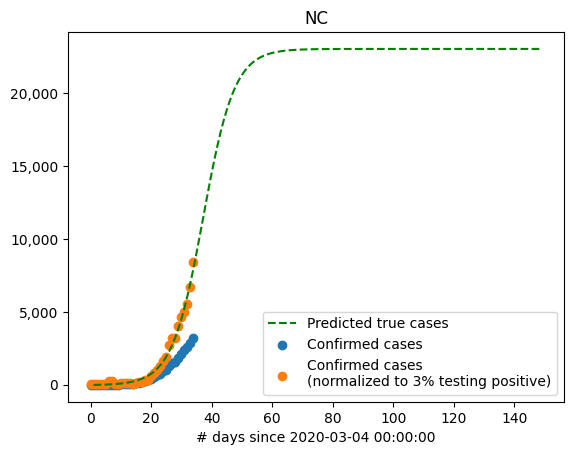 NC
20,000
15,000
10,000
5,000
0
Predicted true cases
Confirmed cases
Confirmed cases
(normalized to 3% testing positive)
0 20 40 60 80 100 120 140
# days since 2020-03-04 00:00:00